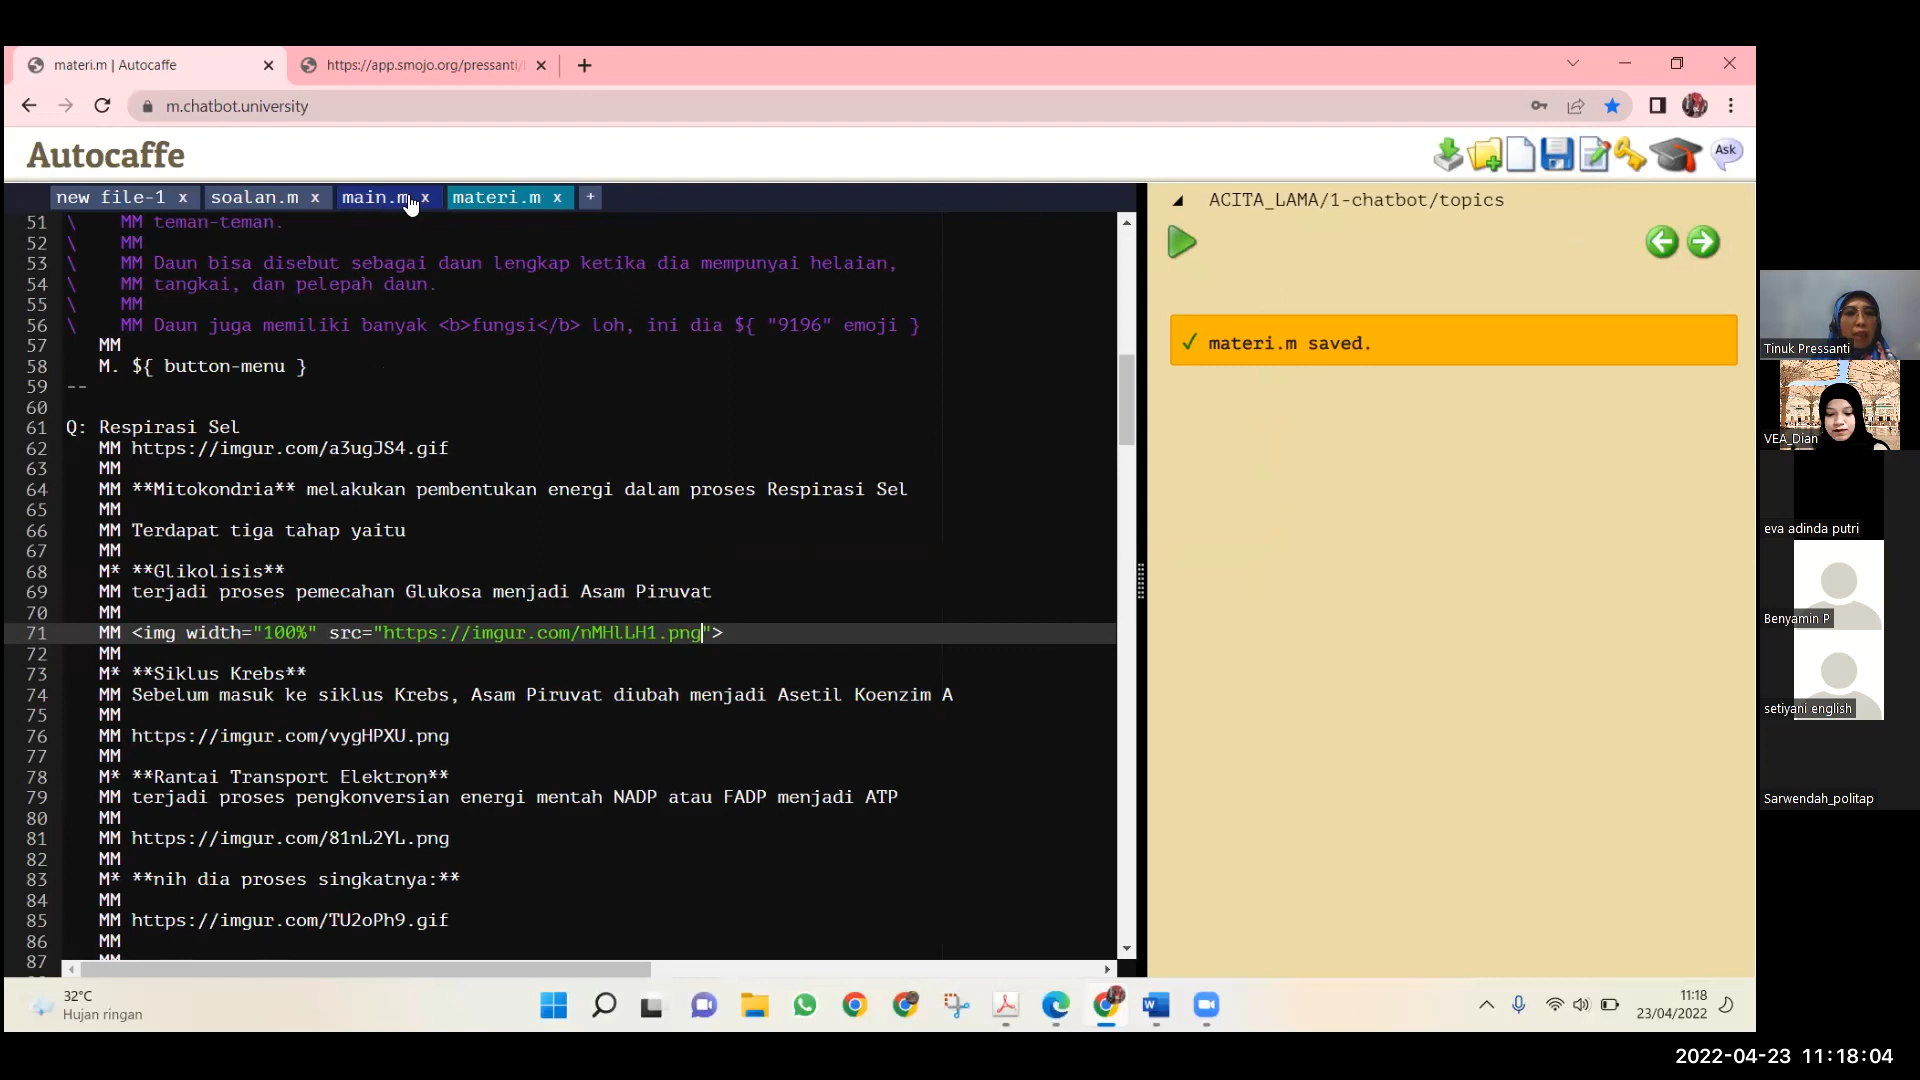 materi.m | Autocaffe
https://app.smojo.org/pressanti/
m.chatbot.university
Autocaffe
Ask
new file-1 x
soalan.m x
main.m x
materi.m x
+
ACITA_LAMA/1-chatbot/topics
✓ materi.m saved.
51 \ MM teman-teman.
52 \ MM
53 \ MM Daun bisa disebut sebagai daun lengkap ketika dia mempunyai helaian,
54 \ MM tangkai, dan pelepah daun.
55 \ MM
56 \ MM Daun juga memiliki banyak <b>fungsi</b> loh, ini dia ${ "9196" emoji }
57 MM
58 M. ${ button-menu }
59 --
60
61 Q: Respirasi Sel
62 MM https://imgur.com/a3ugJS4.gif
63 MM
64 MM **Mitokondria** melakukan pembentukan energi dalam proses Respirasi Sel
65 MM
66 MM Terdapat tiga tahap yaitu
67 MM
68 M* **Glikolisis**
69 MM terjadi proses pemecahan Glukosa menjadi Asam Piruvat
70 MM
71 MM <img width="100%" src="https://imgur.com/nMHlLH1.png">
72 MM
73 M* **Siklus Krebs**
74 MM Sebelum masuk ke siklus Krebs, Asam Piruvat diubah menjadi Asetil Koenzim A
75 MM
76 MM https://imgur.com/vygHPXU.png
77 MM
78 M* **Rantai Transport Elektron**
79 MM terjadi proses pengkonversian energi mentah NADP atau FADP menjadi ATP
80 MM
81 MM https://imgur.com/81nL2YL.png
82 MM
83 M* **nih dia proses singkatnya:**
84 MM
85 MM https://imgur.com/TU2oPh9.gif
86 MM
87 MM
Tinuk Pressanti
VEA_Dian
eva adinda putri
Benyamin P
setiyani english
Sarwendah_politap
32°C
Hujan ringan
11:18
23/04/2022
2022-04-23 11:18:04